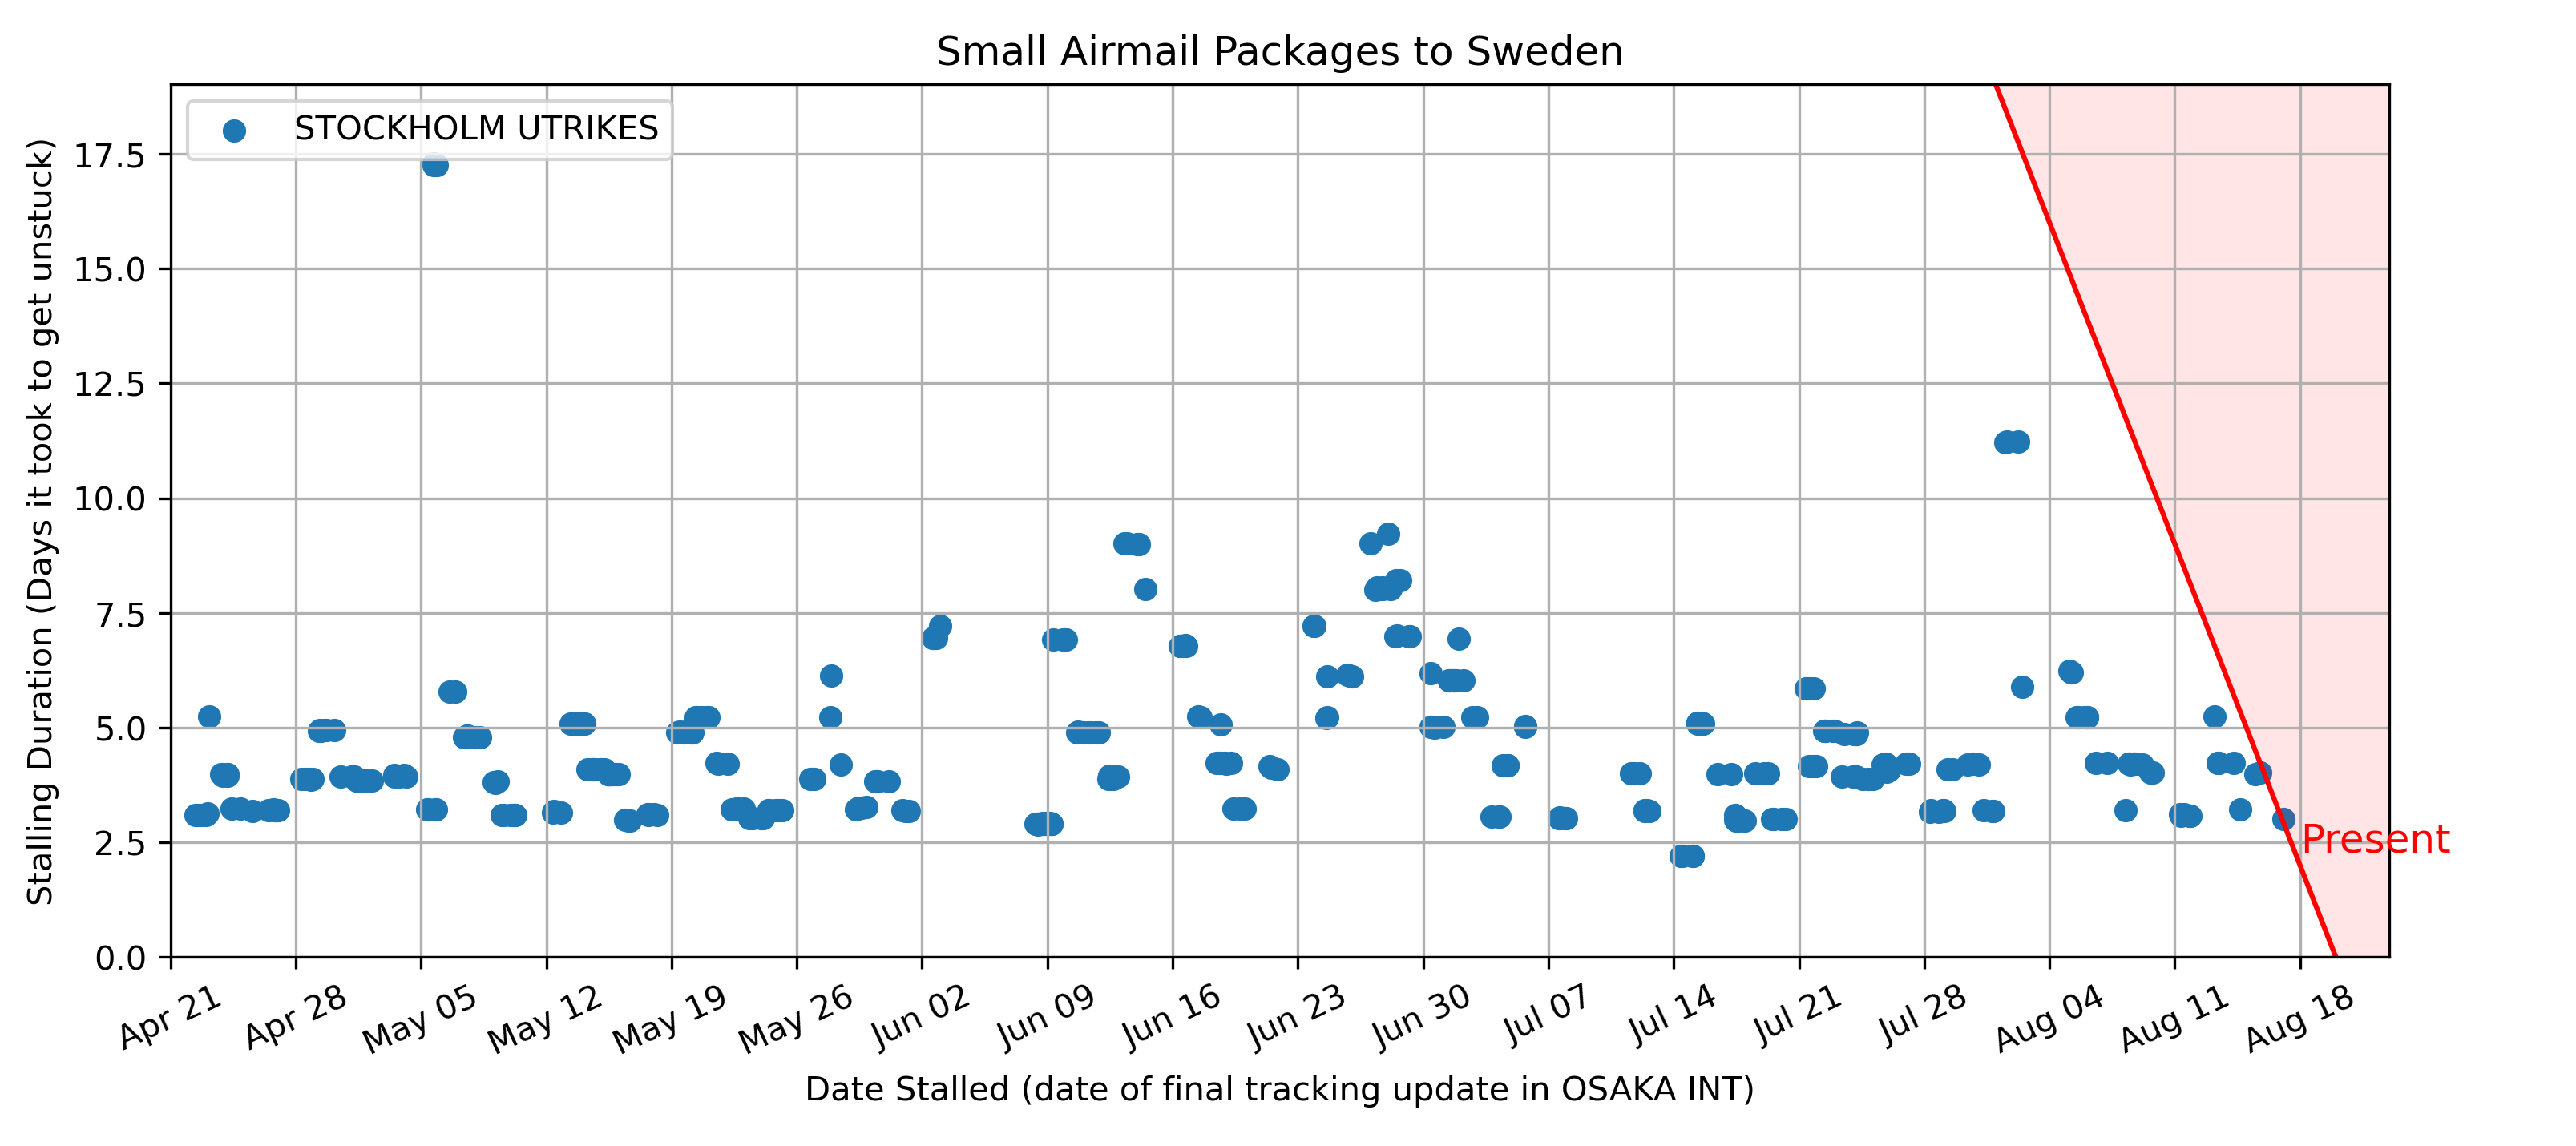 Small Airmail Packages to Sweden
STOCKHOLM UTRIKES
Stalling Duration (Days it took to get unstuck)
17.5
15.0
12.5
10.0
7.5
5.0
2.5
0.0
Present
Apr 21
Apr 28
May 05
May 12
May 19
May 26
Jun 02
Jun 09
Jun 16
Jun 23
Jun 30
Jul 07
Jul 14
Jul 21
Jul 28
Aug 04
Aug 11
Aug 18
Date Stalled (date of final tracking update in OSAKA INT)